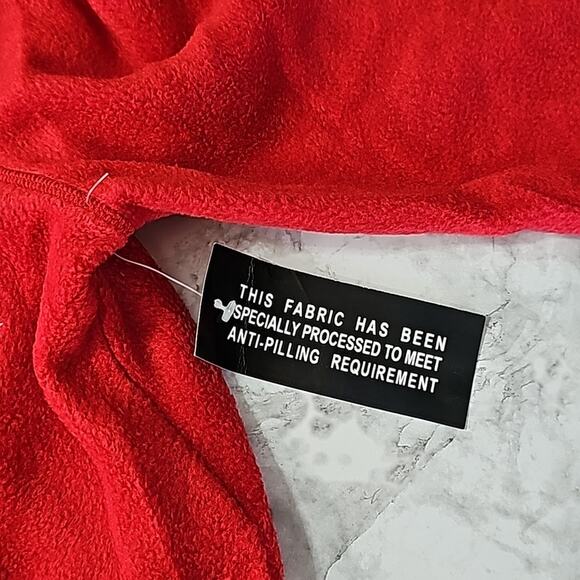 THIS FABRIC HAS BEEN
SPECIALLY PROCESSED TO MEET
ANTI-PILLING REQUIREMENT